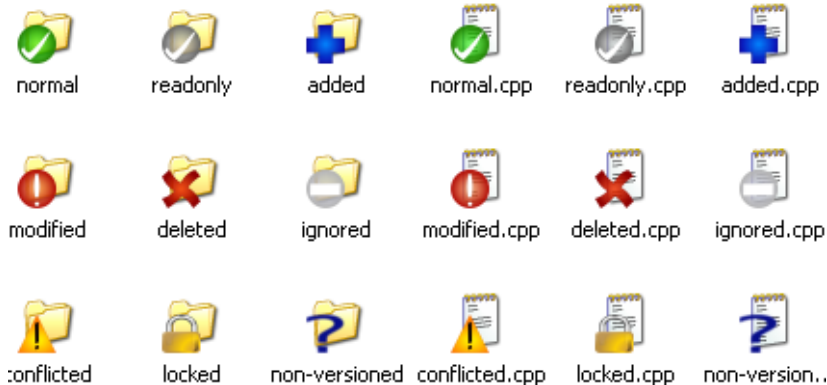 normal readonly added normal.cpp readonly.cpp added.cpp
modified deleted ignored modified.cpp deleted.cpp ignored.cpp
conflicted locked non-versioned conflicted.cpp locked.cpp non-version..